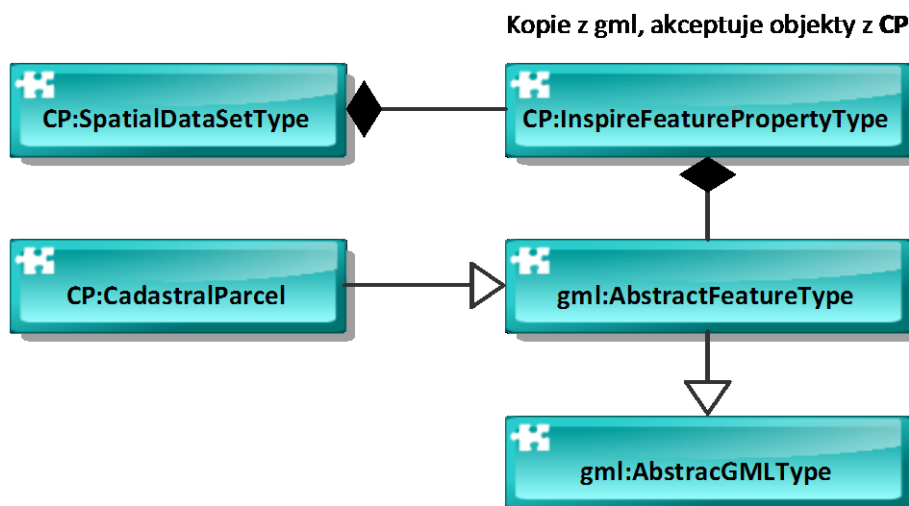 Kopie z gml, akceptuje objekty z CP
CP:SpatialDataSetType
CP:InspireFeaturePropertyType
CP:CadastralParcel
gml:AbstractFeatureType
gml:AbstracGMLType